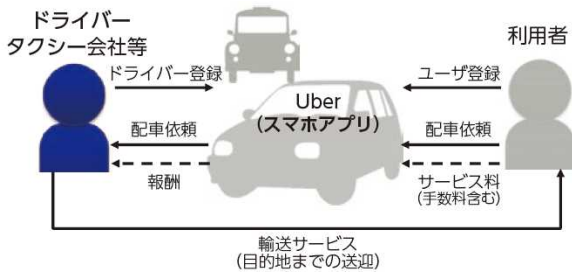 ドライバー
タクシー会社等
利用者
ドライバー登録
ユーザ登録
Uber
(スマホアプリ)
配車依頼
配車依頼
報酬
サービス料
(手数料含む)
輸送サービス
(目的地までの送迎)